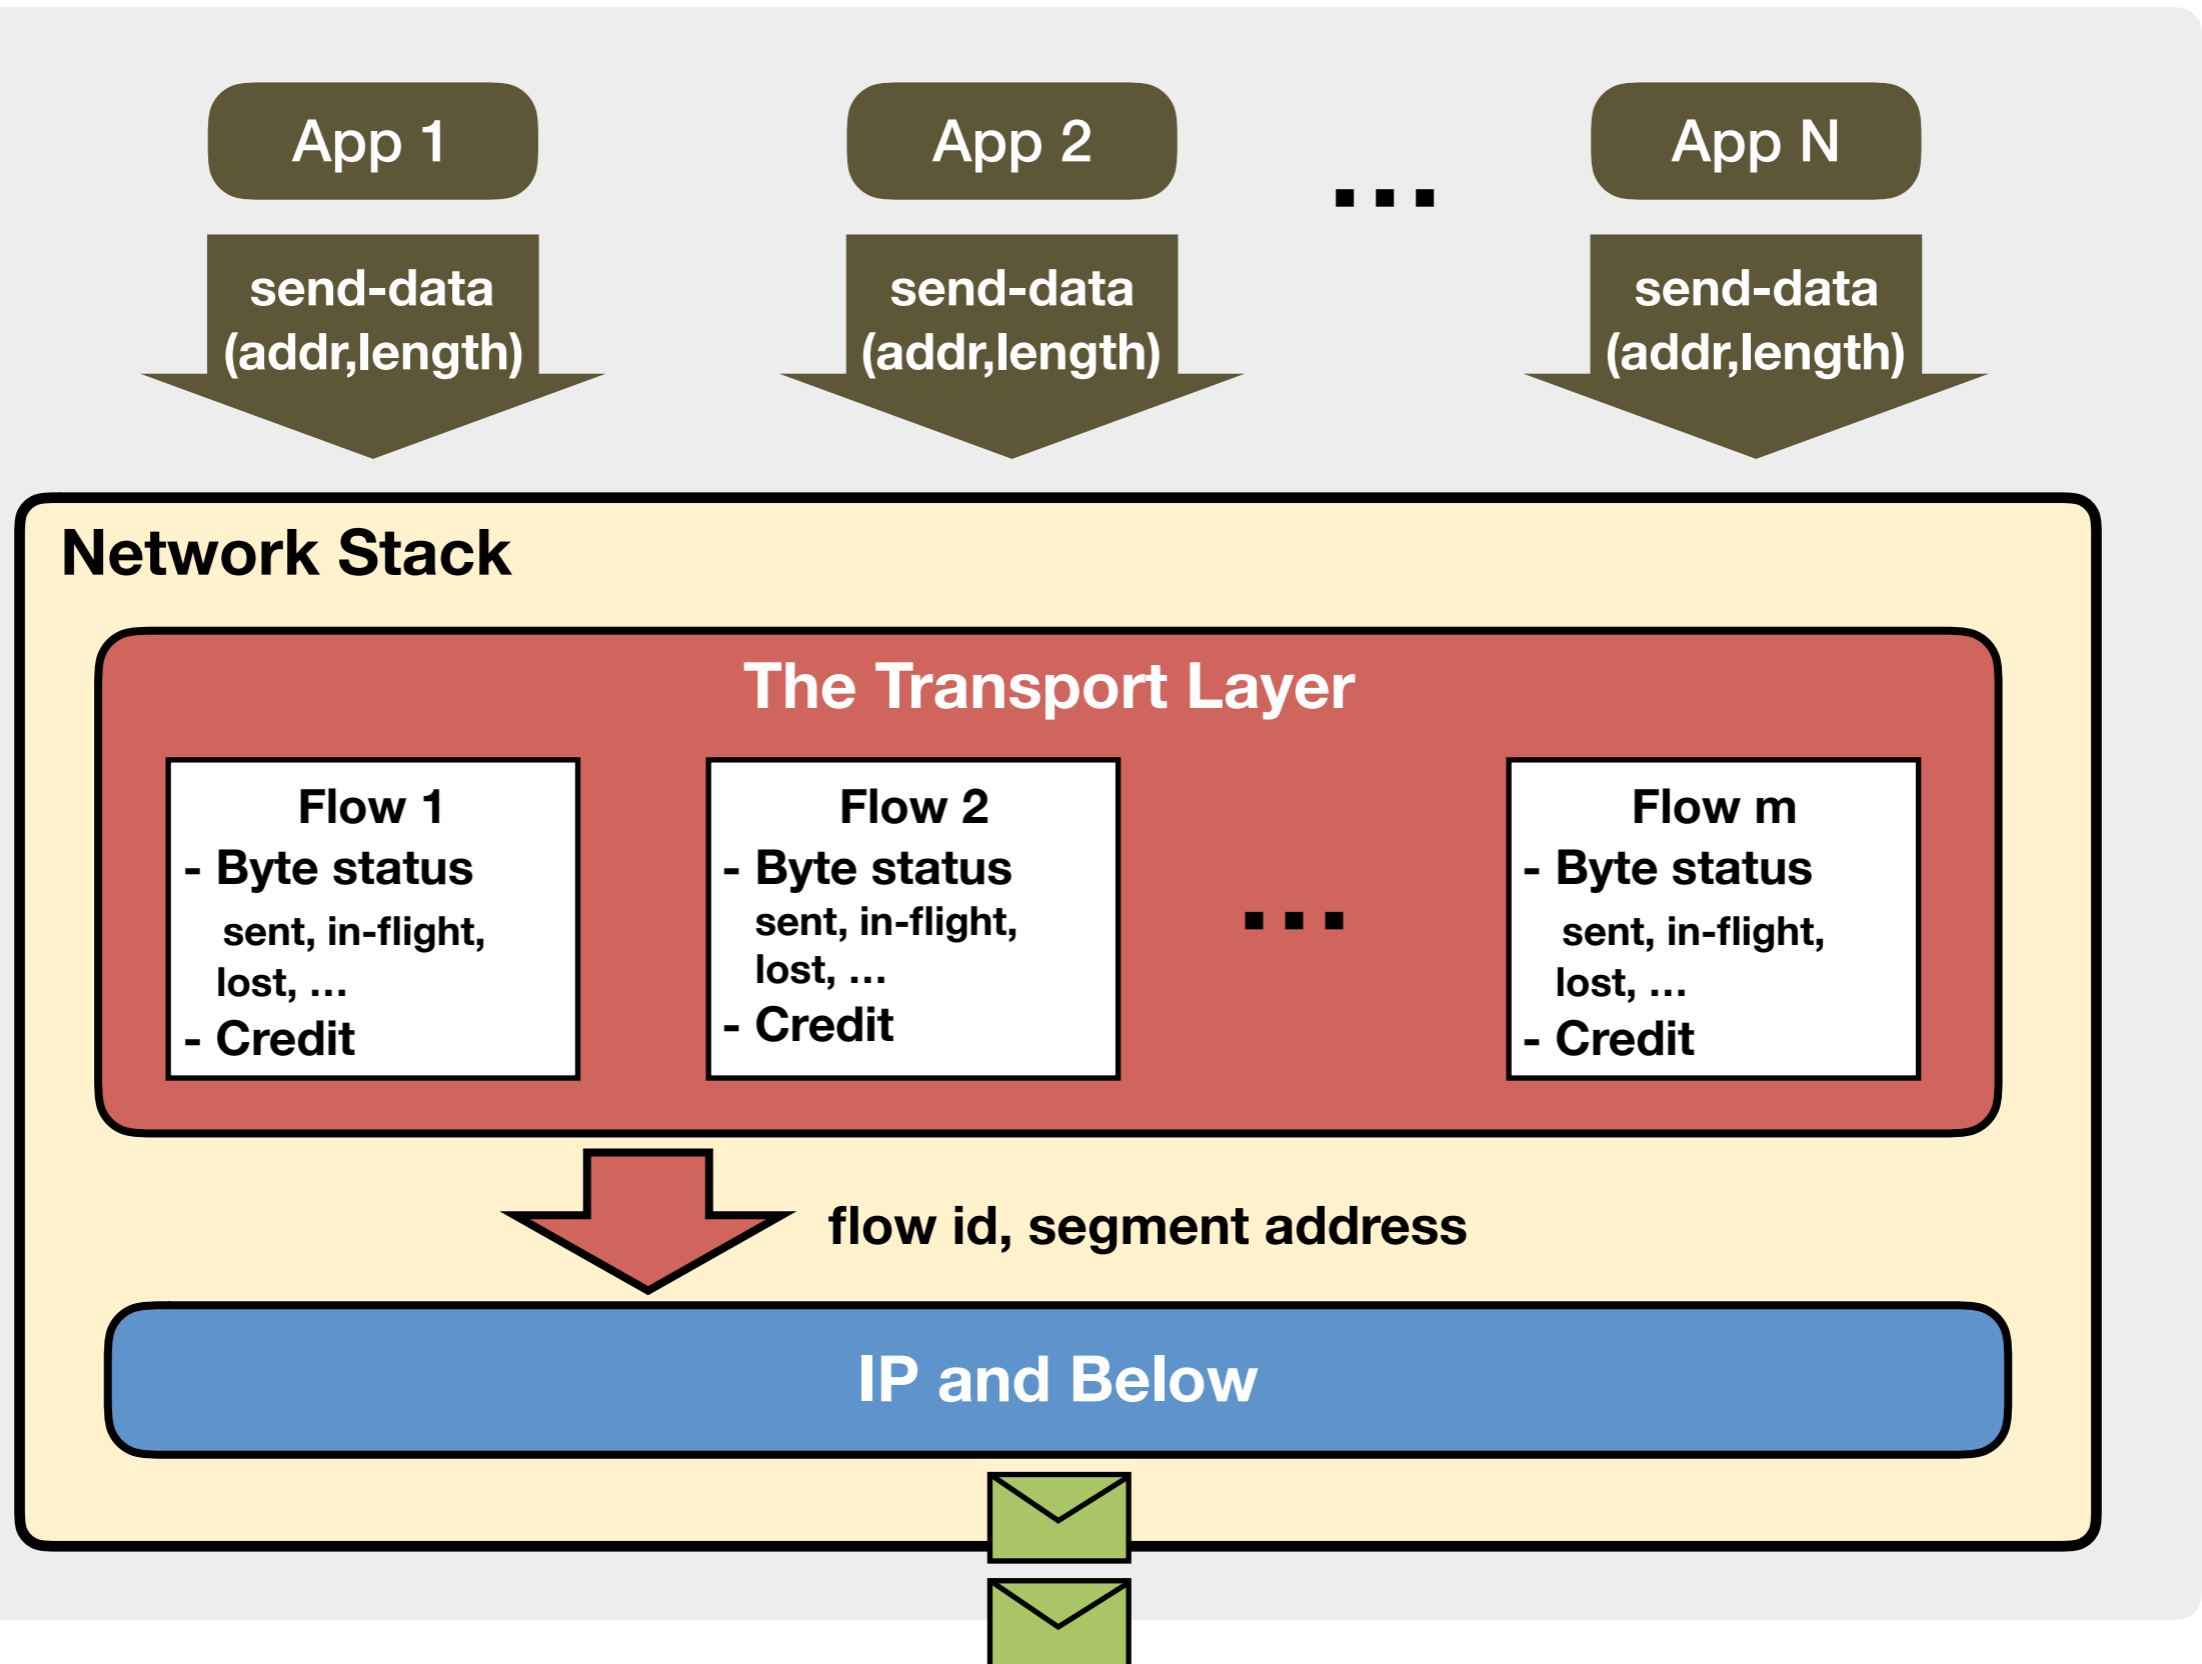 App 1
App 2
...
App N
send-data
(addr,length)
send-data
(addr,length)
send-data
(addr,length)
Network Stack
The Transport Layer
Flow 1
- Byte status
sent, in-flight,
lost, ...
- Credit
Flow 2
- Byte status
sent, in-flight,
lost, ...
- Credit
...
Flow m
- Byte status
sent, in-flight,
lost, ...
- Credit
flow id, segment address
IP and Below